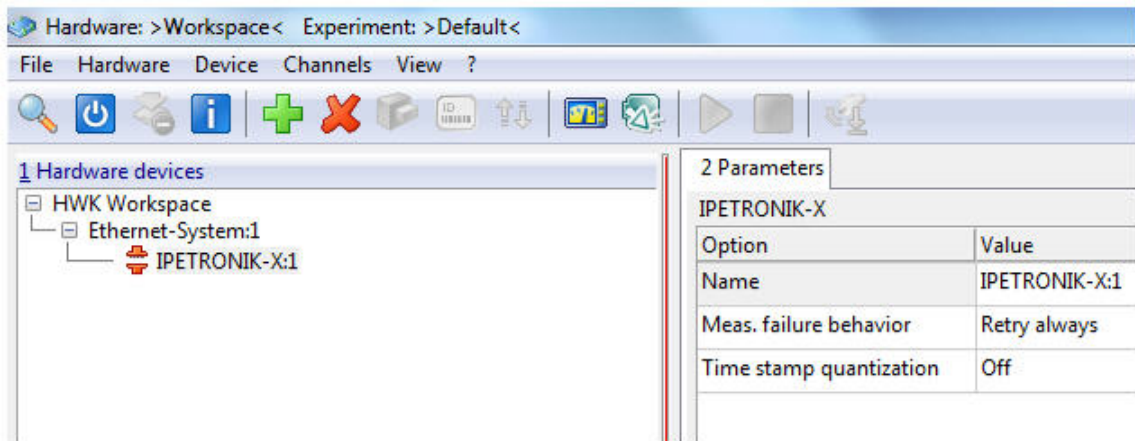 Hardware: >Workspace<   Experiment: >Default<
File Hardware Device Channels View ?
1 Hardware devices
HWK Workspace
Ethernet-System:1
IPETRONIK-X:1
2 Parameters
IPETRONIK-X
Option Value
Name IPETRONIK-X:1
Meas. failure behavior Retry always
Time stamp quantization Off